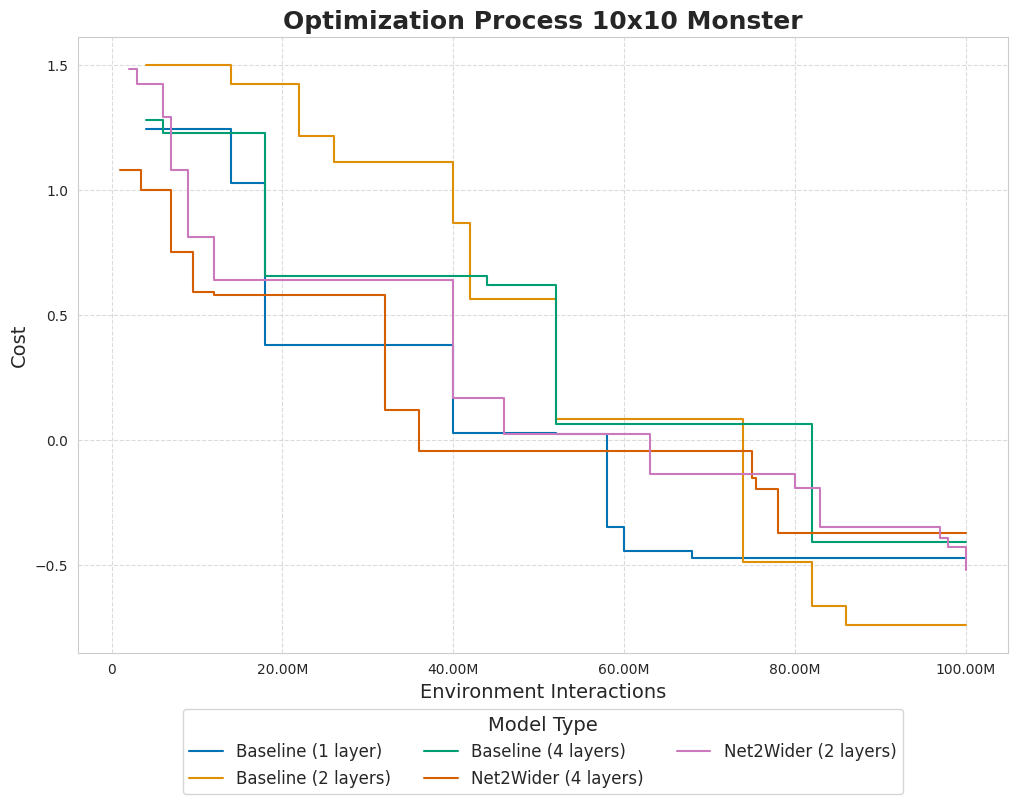 Optimization Process 10x10 Monster
1.5
1.0
0.5
0.0
−0.5
Cost
0 20.00M 40.00M 60.00M 80.00M 100.00M
Environment Interactions
Model Type
Baseline (1 layer) Baseline (4 layers) Net2Wider (2 layers)
Baseline (2 layers) Net2Wider (4 layers)